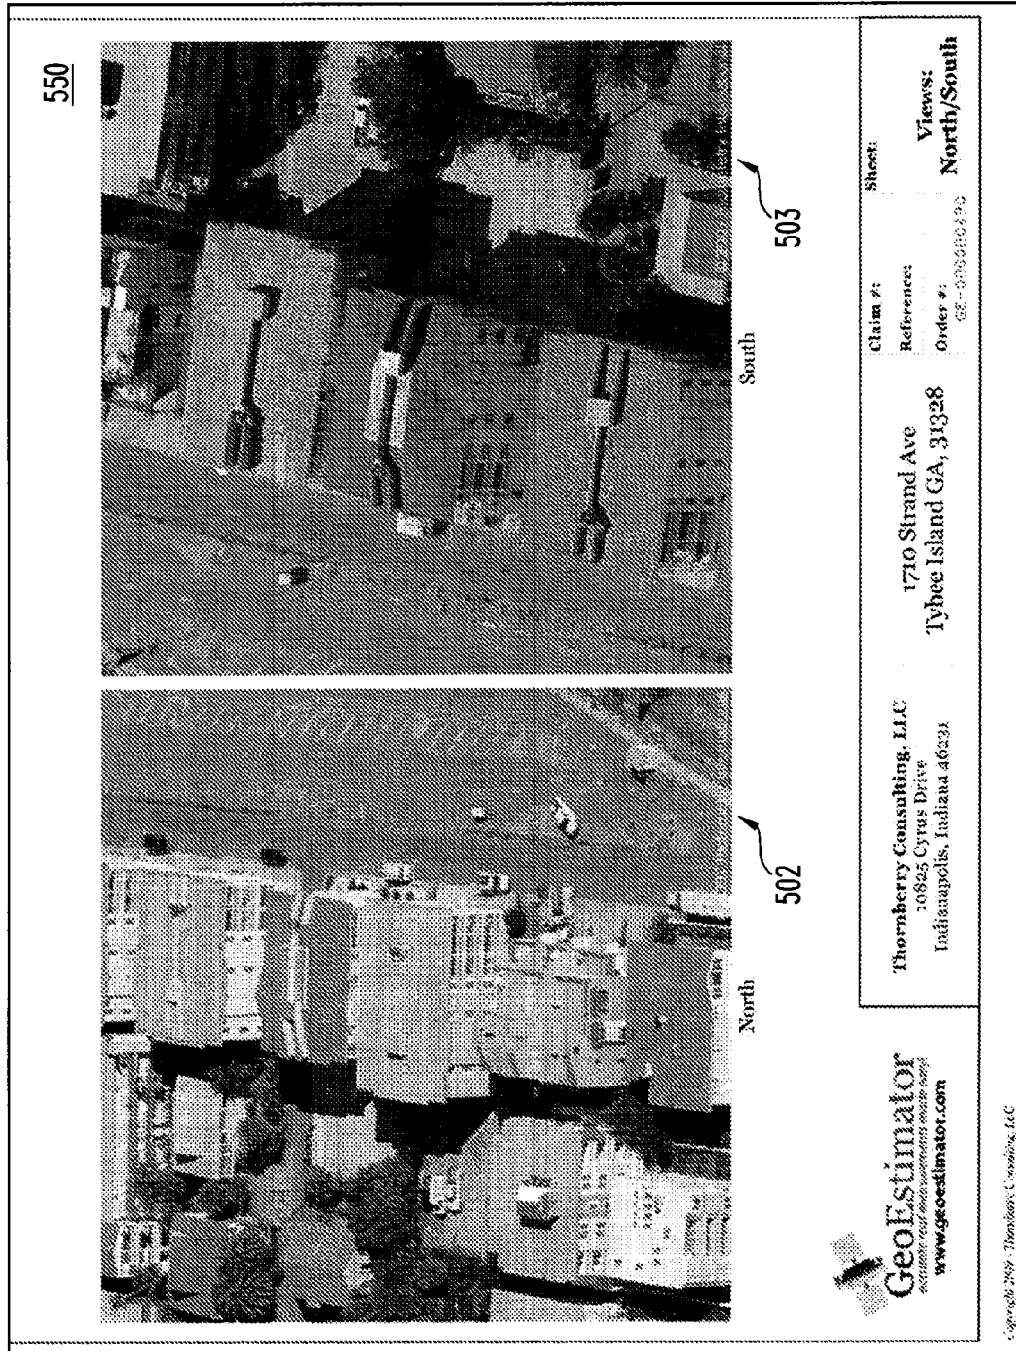 550
North
502
South
503
GeoEstimator
www.geoestimator.com
Thornberry Consulting, LLC
10825 Cyrus Drive
Indianapolis, Indiana 46231
1710 Strand Ave
Tybee Island GA, 31328
Claim #:
Reference:
Order #:
Sheet:
Views:
North/South